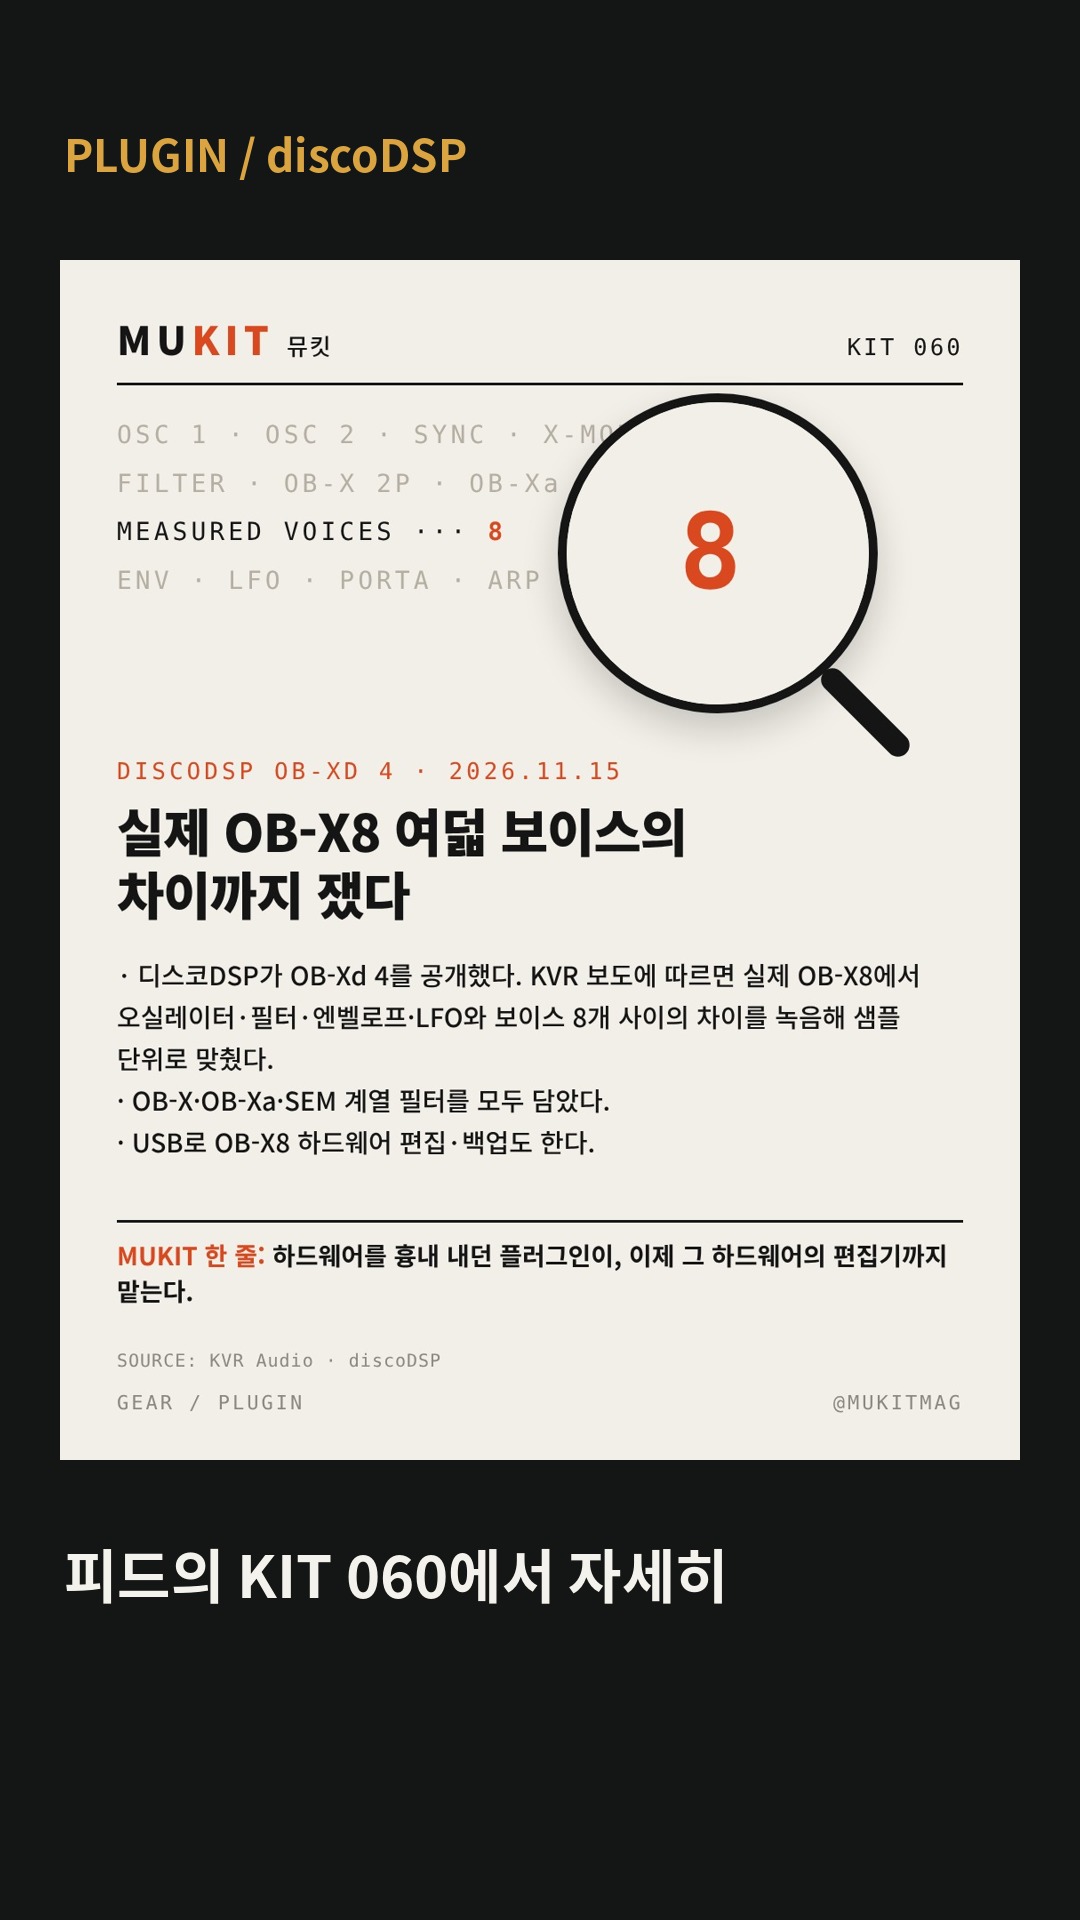 PLUGIN / discoDSP
MUKIT 뮤킷
KIT 060
OSC 1 · OSC 2 · SYNC · X-MO
FILTER · OB-X 2P · OB-Xa
MEASURED VOICES ··· 8
ENV · LFO · PORTA · ARP
8
DISCODSP OB-XD 4 · 2026.11.15
실제 OB-X8 여덟 보이스의
차이까지 쟀다
· 디스코DSP가 OB-Xd 4를 공개했다. KVR 보도에 따르면 실제 OB-X8에서
오실레이터·필터·엔벨로프·LFO와 보이스 8개 사이의 차이를 녹음해 샘플
단위로 맞췄다.
· OB-X·OB-Xa·SEM 계열 필터를 모두 담았다.
· USB로 OB-X8 하드웨어 편집·백업도 한다.
MUKIT 한 줄: 하드웨어를 흉내 내던 플러그인이, 이제 그 하드웨어의 편집기까지
맡는다.
SOURCE: KVR Audio · discoDSP
GEAR / PLUGIN
@MUKITMAG
피드의 KIT 060에서 자세히